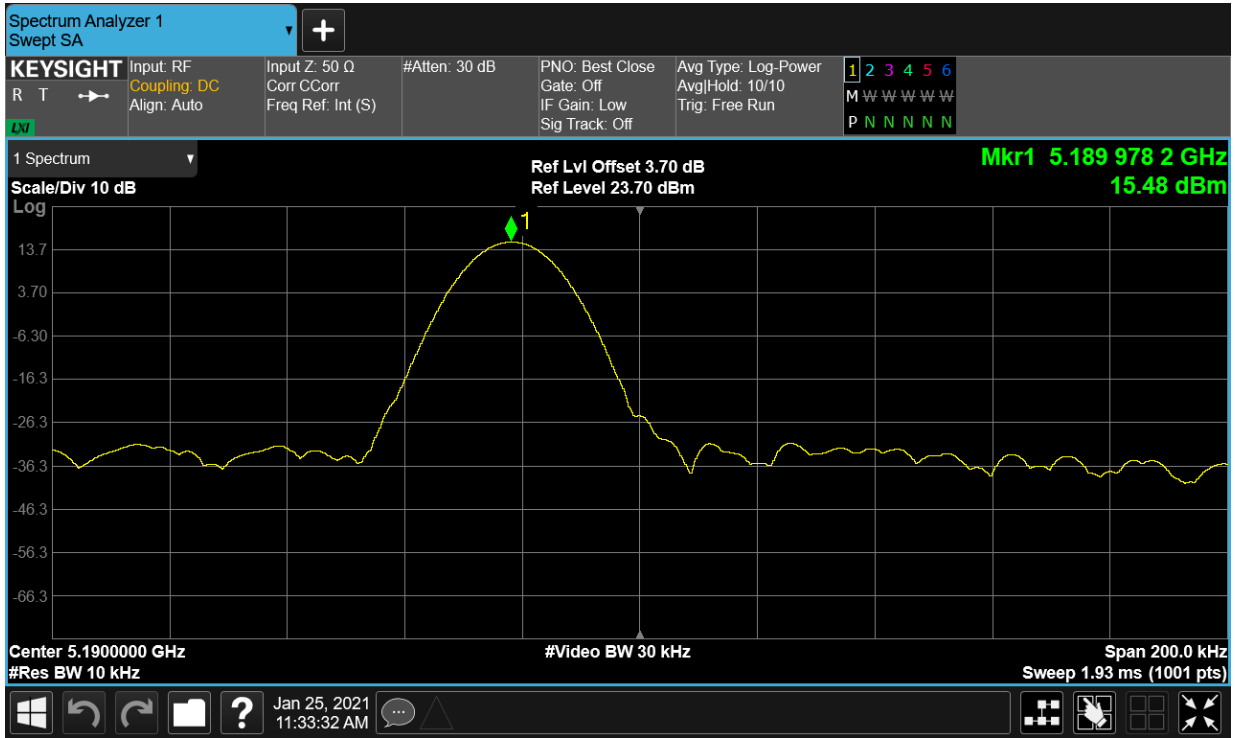 Spectrum Analyzer 1
Swept SA
KEYSIGHT
R T
LXI
Input: RF
Coupling: DC
Align: Auto
Input Z: 50 Ω
Corr CCorr
Freq Ref: Int (S)
#Atten: 30 dB
PNO: Best Close
Gate: Off
IF Gain: Low
Sig Track: Off
Avg Type: Log-Power
Avg|Hold: 10/10
Trig: Free Run
1 2 3 4 5 6
M W W W W W
P N N N N N
1 Spectrum
Scale/Div 10 dB
Log
Ref Lvl Offset 3.70 dB
Ref Level 23.70 dBm
Mkr1 5.189 978 2 GHz
15.48 dBm
1
13.7
3.70
-6.30
-16.3
-26.3
-36.3
-46.3
-56.3
-66.3
Center 5.1900000 GHz
#Res BW 10 kHz
#Video BW 30 kHz
Span 200.0 kHz
Sweep 1.93 ms (1001 pts)
?
Jan 25, 2021
11:33:32 AM